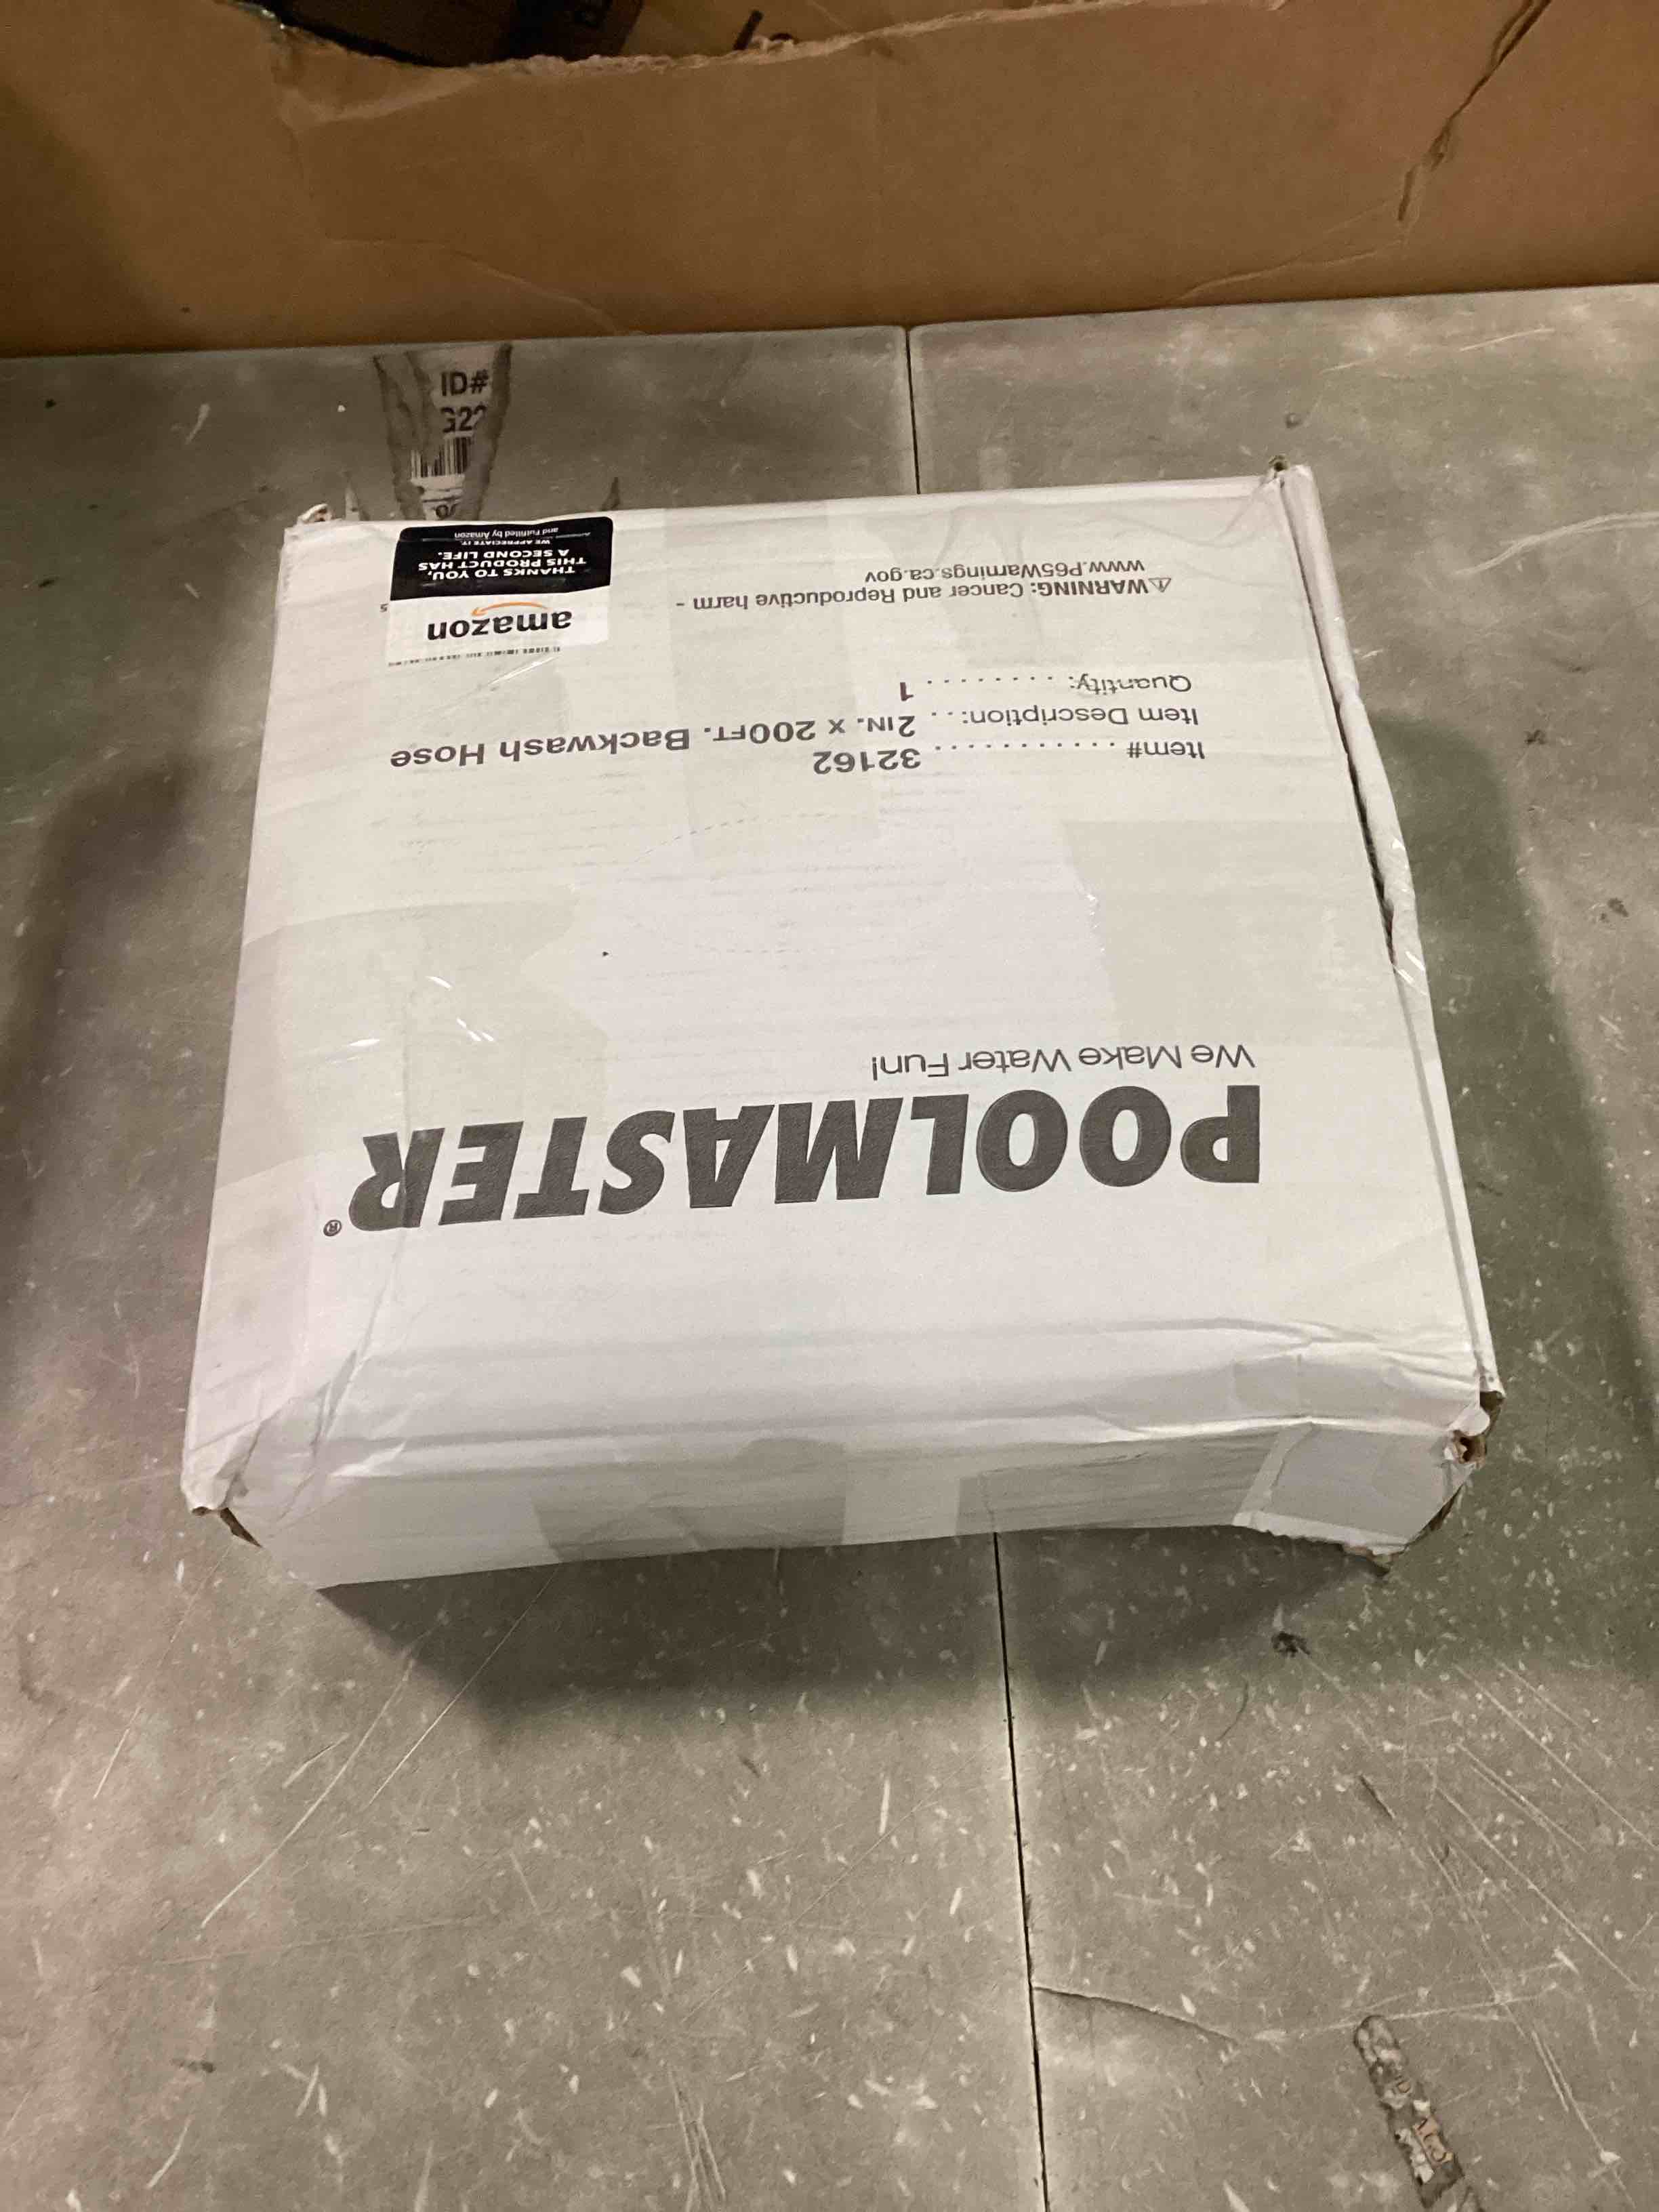 POOLMASTER®
We Make Water Fun!
Item# . . . . . . . . . . . . 32162
Item Description: . . 2IN. X 200FT. Backwash Hose
Quantity: . . . . . . . . . 1
⚠WARNING: Cancer and Reproductive harm -
www.P65Warnings.ca.gov
amazon
THANKS TO YOU,
THIS PRODUCT HAS
A SECOND LIFE.
WE APPRECIATE IT.
and Fulfilled by Amazon
ID#